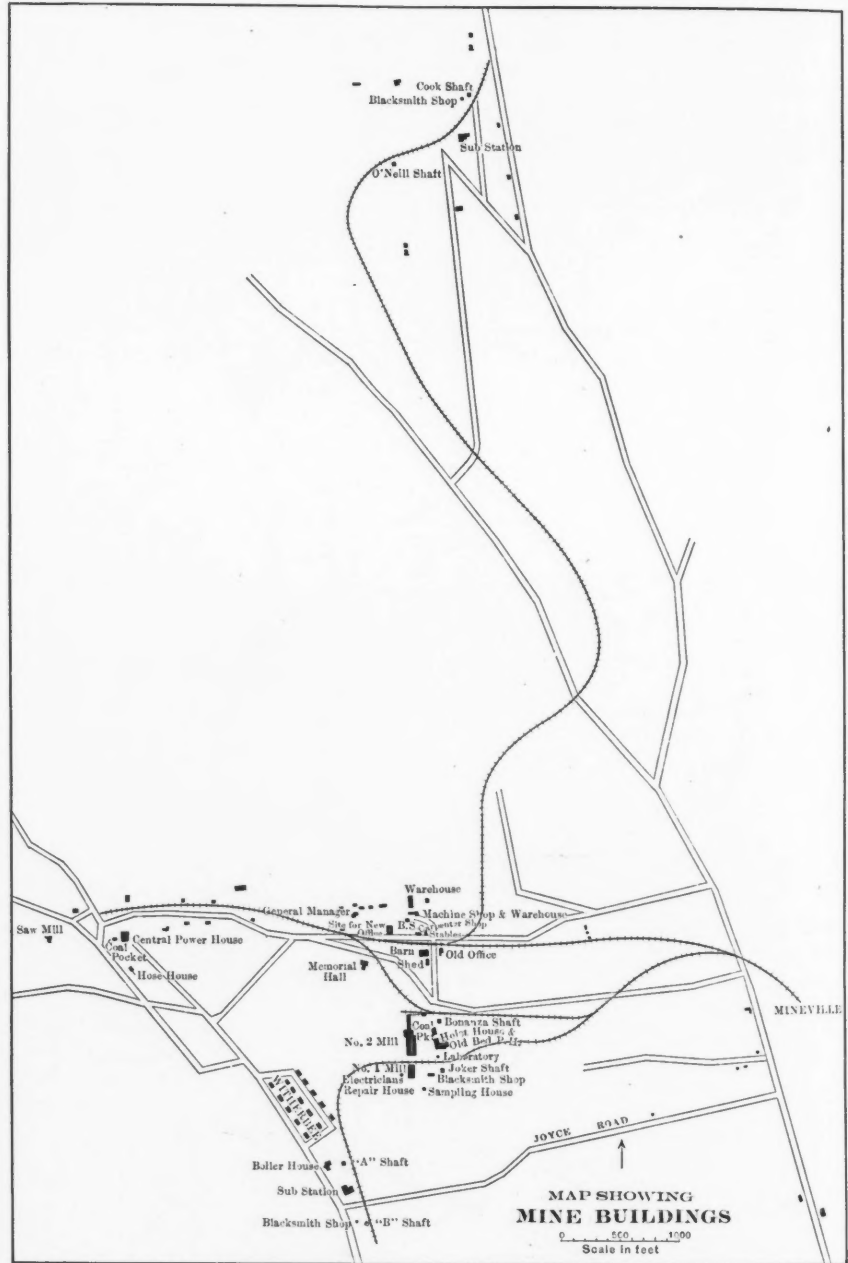 Cook Shaft
Blacksmith Shop
Sub Station
O'Neill Shaft
Warehouse
General Manager
Machine Shop & Warehouse
Site for New
Office
B.S.
Carpenter Shop
Stables
Saw Mill
Coal
Pocket
Central Power House
Hose House
Barn
Shed
Old Office
Memorial
Hall
MINEVILLE
Coal
Pkt
Bonanza Shaft
No. 2 Mill
Hoist House &
Old Bed
Laboratory
No. 1 Mill
Joker Shaft
Electricians
Repair House
Blacksmith Shop
Sampling House
WITHERBEE
JOYCE ROAD
Boiler House
"A" Shaft
Sub Station
Blacksmith Shop
"B" Shaft
MAP SHOWING
MINE BUILDINGS
0 500 1000
Scale in feet